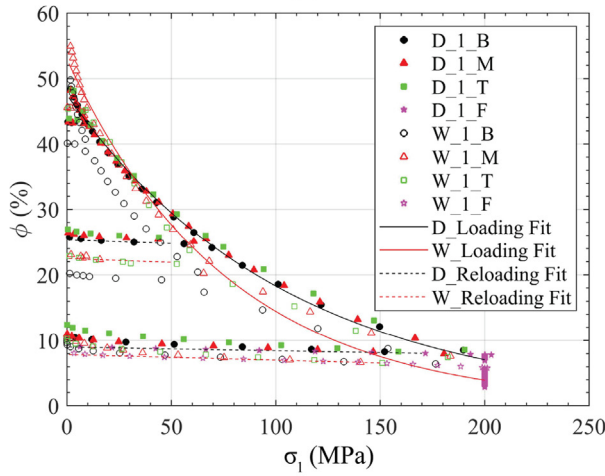 60
50
40
30
20
10
0
0 50 100 150 200 250
ϕ (%)
σ₁ (MPa)
D_1_B
D_1_M
D_1_T
D_1_F
W_1_B
W_1_M
W_1_T
W_1_F
D_Loading Fit
W_Loading Fit
D_Reloading Fit
W_Reloading Fit